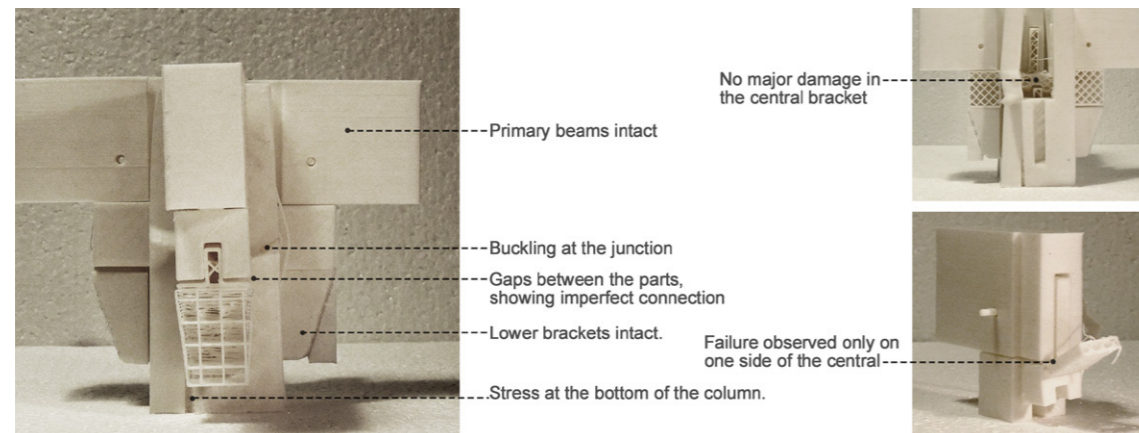 Primary beams intact
Buckling at the junction
Gaps between the parts,
showing imperfect connection
Lower brackets intact.
Stress at the bottom of the column.
No major damage in
the central bracket
Failure observed only on
one side of the central